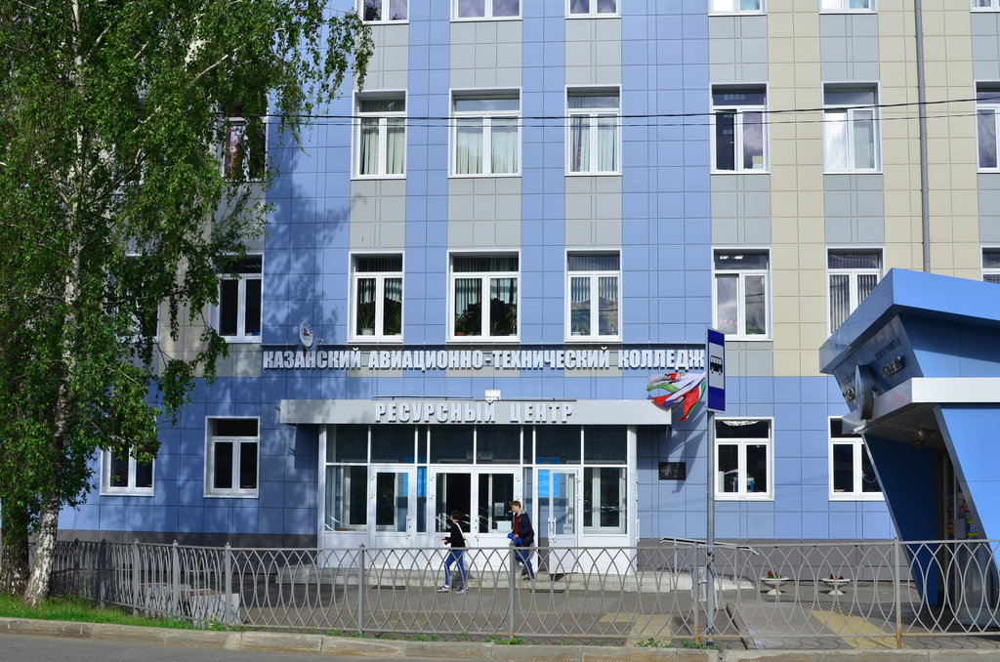 КАЗАНСКИЙ АВИАЦИОННО-ТЕХНИЧЕСКИЙ КОЛЛЕДЖ
РЕСУРСНЫЙ ЦЕНТР